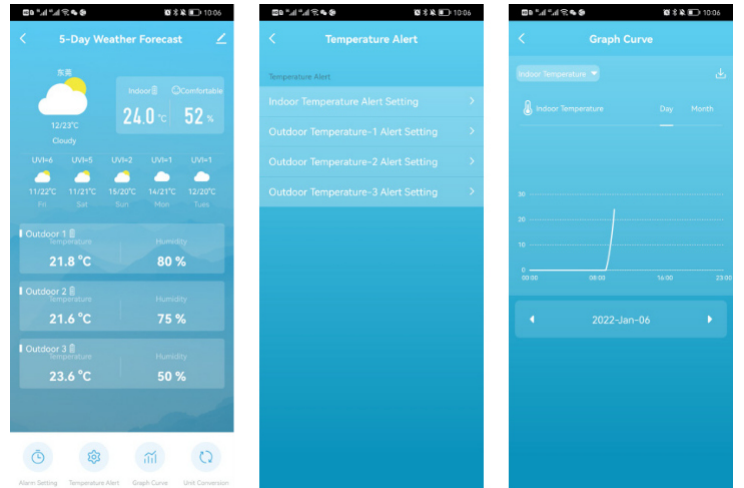 10:06
5-Day Weather Forecast
东莞
Indoor
Comfortable
24.0 °C
52 %
12/23°C
Cloudy
UVI=6 UVI=5 UVI=2 UVI=1 UVI=1
11/22°C 11/21°C 15/20°C 14/21°C 12/20°C
Fri Sat Sun Mon Tues
Outdoor 1
Temperature Humidity
21.8 °C 80 %
Outdoor 2
Temperature Humidity
21.6 °C 75 %
Outdoor 3
Temperature Humidity
23.6 °C 50 %
Alarm Setting Temperature Alert Graph Curve Unit Conversion
10:06
Temperature Alert
Temperature Alert
Indoor Temperature Alert Setting
Outdoor Temperature-1 Alert Setting
Outdoor Temperature-2 Alert Setting
Outdoor Temperature-3 Alert Setting
10:06
Graph Curve
Indoor Temperature
Indoor Temperature Day Month
30
20
10
0
00:00 08:00 16:00 23:00
2022-Jan-06